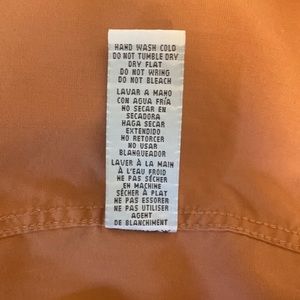 HAND WASH COLD
DO NOT TUMBLE DRY
DRY FLAT
DO NOT WRING
DO NOT BLEACH
LAVAR A MANO
CON AGUA FRÍA
NO SECAR EN
SECADORA
HAGA SECAR
EXTENDIDO
NO RETORCER
NO USAR
BLANQUEADOR
LAVER À LA MAIN
À L'EAU FROID
NE PAS SÉCHER
EN MACHINE
SÉCHER À PLAT
NE PAS ESSORER
NE PAS UTILISER
AGENT
DE BLANCHIMENT